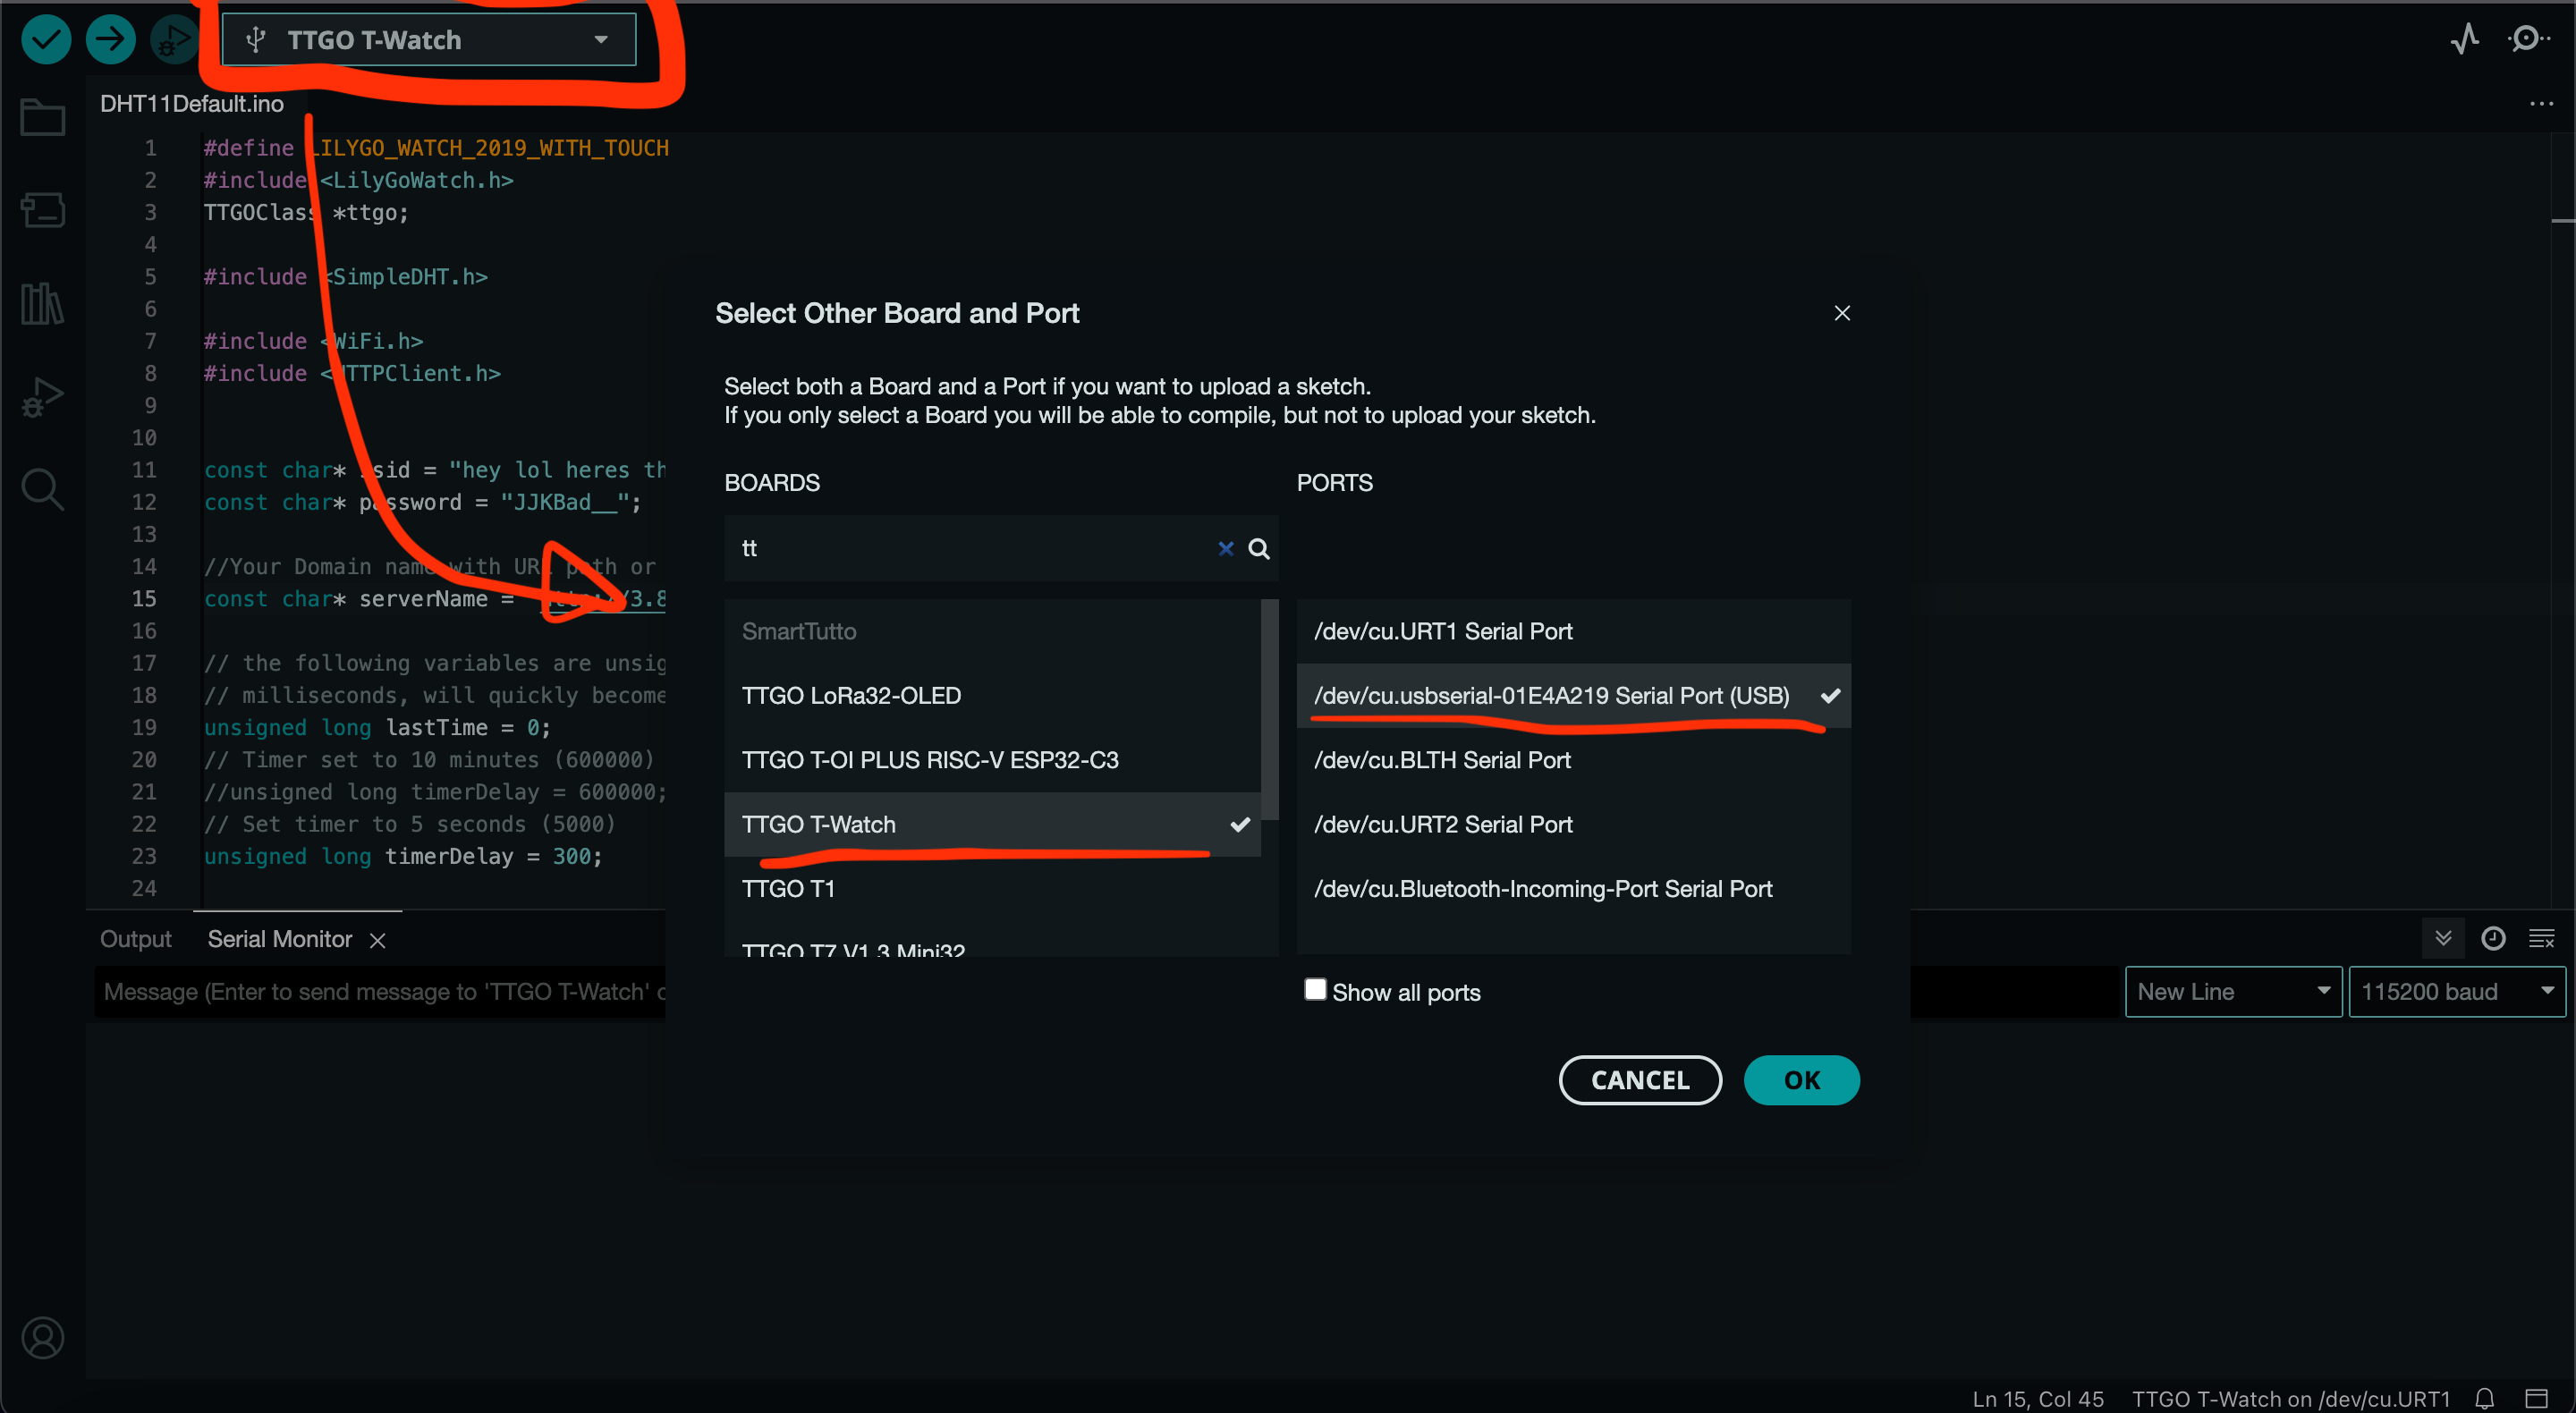 TTGO T-Watch
DHT11Default.ino
1 #define LILYGO_WATCH_2019_WITH_TOUCH
2 #include <LilyGoWatch.h>
3 TTGOClass *ttgo;
4
5 #include <SimpleDHT.h>
6
7 #include <WiFi.h>
8 #include <HTTPClient.h>
9
10
11 const char* ssid = "hey lol heres th
12 const char* password = "JJKBad__";
13
14 //Your Domain name with URL path or
15 const char* serverName = "http://3.8
16
17 // the following variables are unsig
18 // milliseconds, will quickly become
19 unsigned long lastTime = 0;
20 // Timer set to 10 minutes (600000)
21 //unsigned long timerDelay = 600000;
22 // Set timer to 5 seconds (5000)
23 unsigned long timerDelay = 300;
24
Select Other Board and Port
Select both a Board and a Port if you want to upload a sketch.
If you only select a Board you will be able to compile, but not to upload your sketch.
BOARDS
tt
SmartTutto
TTGO LoRa32-OLED
TTGO T-OI PLUS RISC-V ESP32-C3
TTGO T-Watch
TTGO T1
TTGO T7 V1.3 Mini32
PORTS
/dev/cu.URT1 Serial Port
/dev/cu.usbserial-01E4A219 Serial Port (USB)
/dev/cu.BLTH Serial Port
/dev/cu.URT2 Serial Port
/dev/cu.Bluetooth-Incoming-Port Serial Port
Show all ports
CANCEL OK
Output Serial Monitor
Message (Enter to send message to 'TTGO T-Watch' o
New Line 115200 baud
Ln 15, Col 45 TTGO T-Watch on /dev/cu.URT1